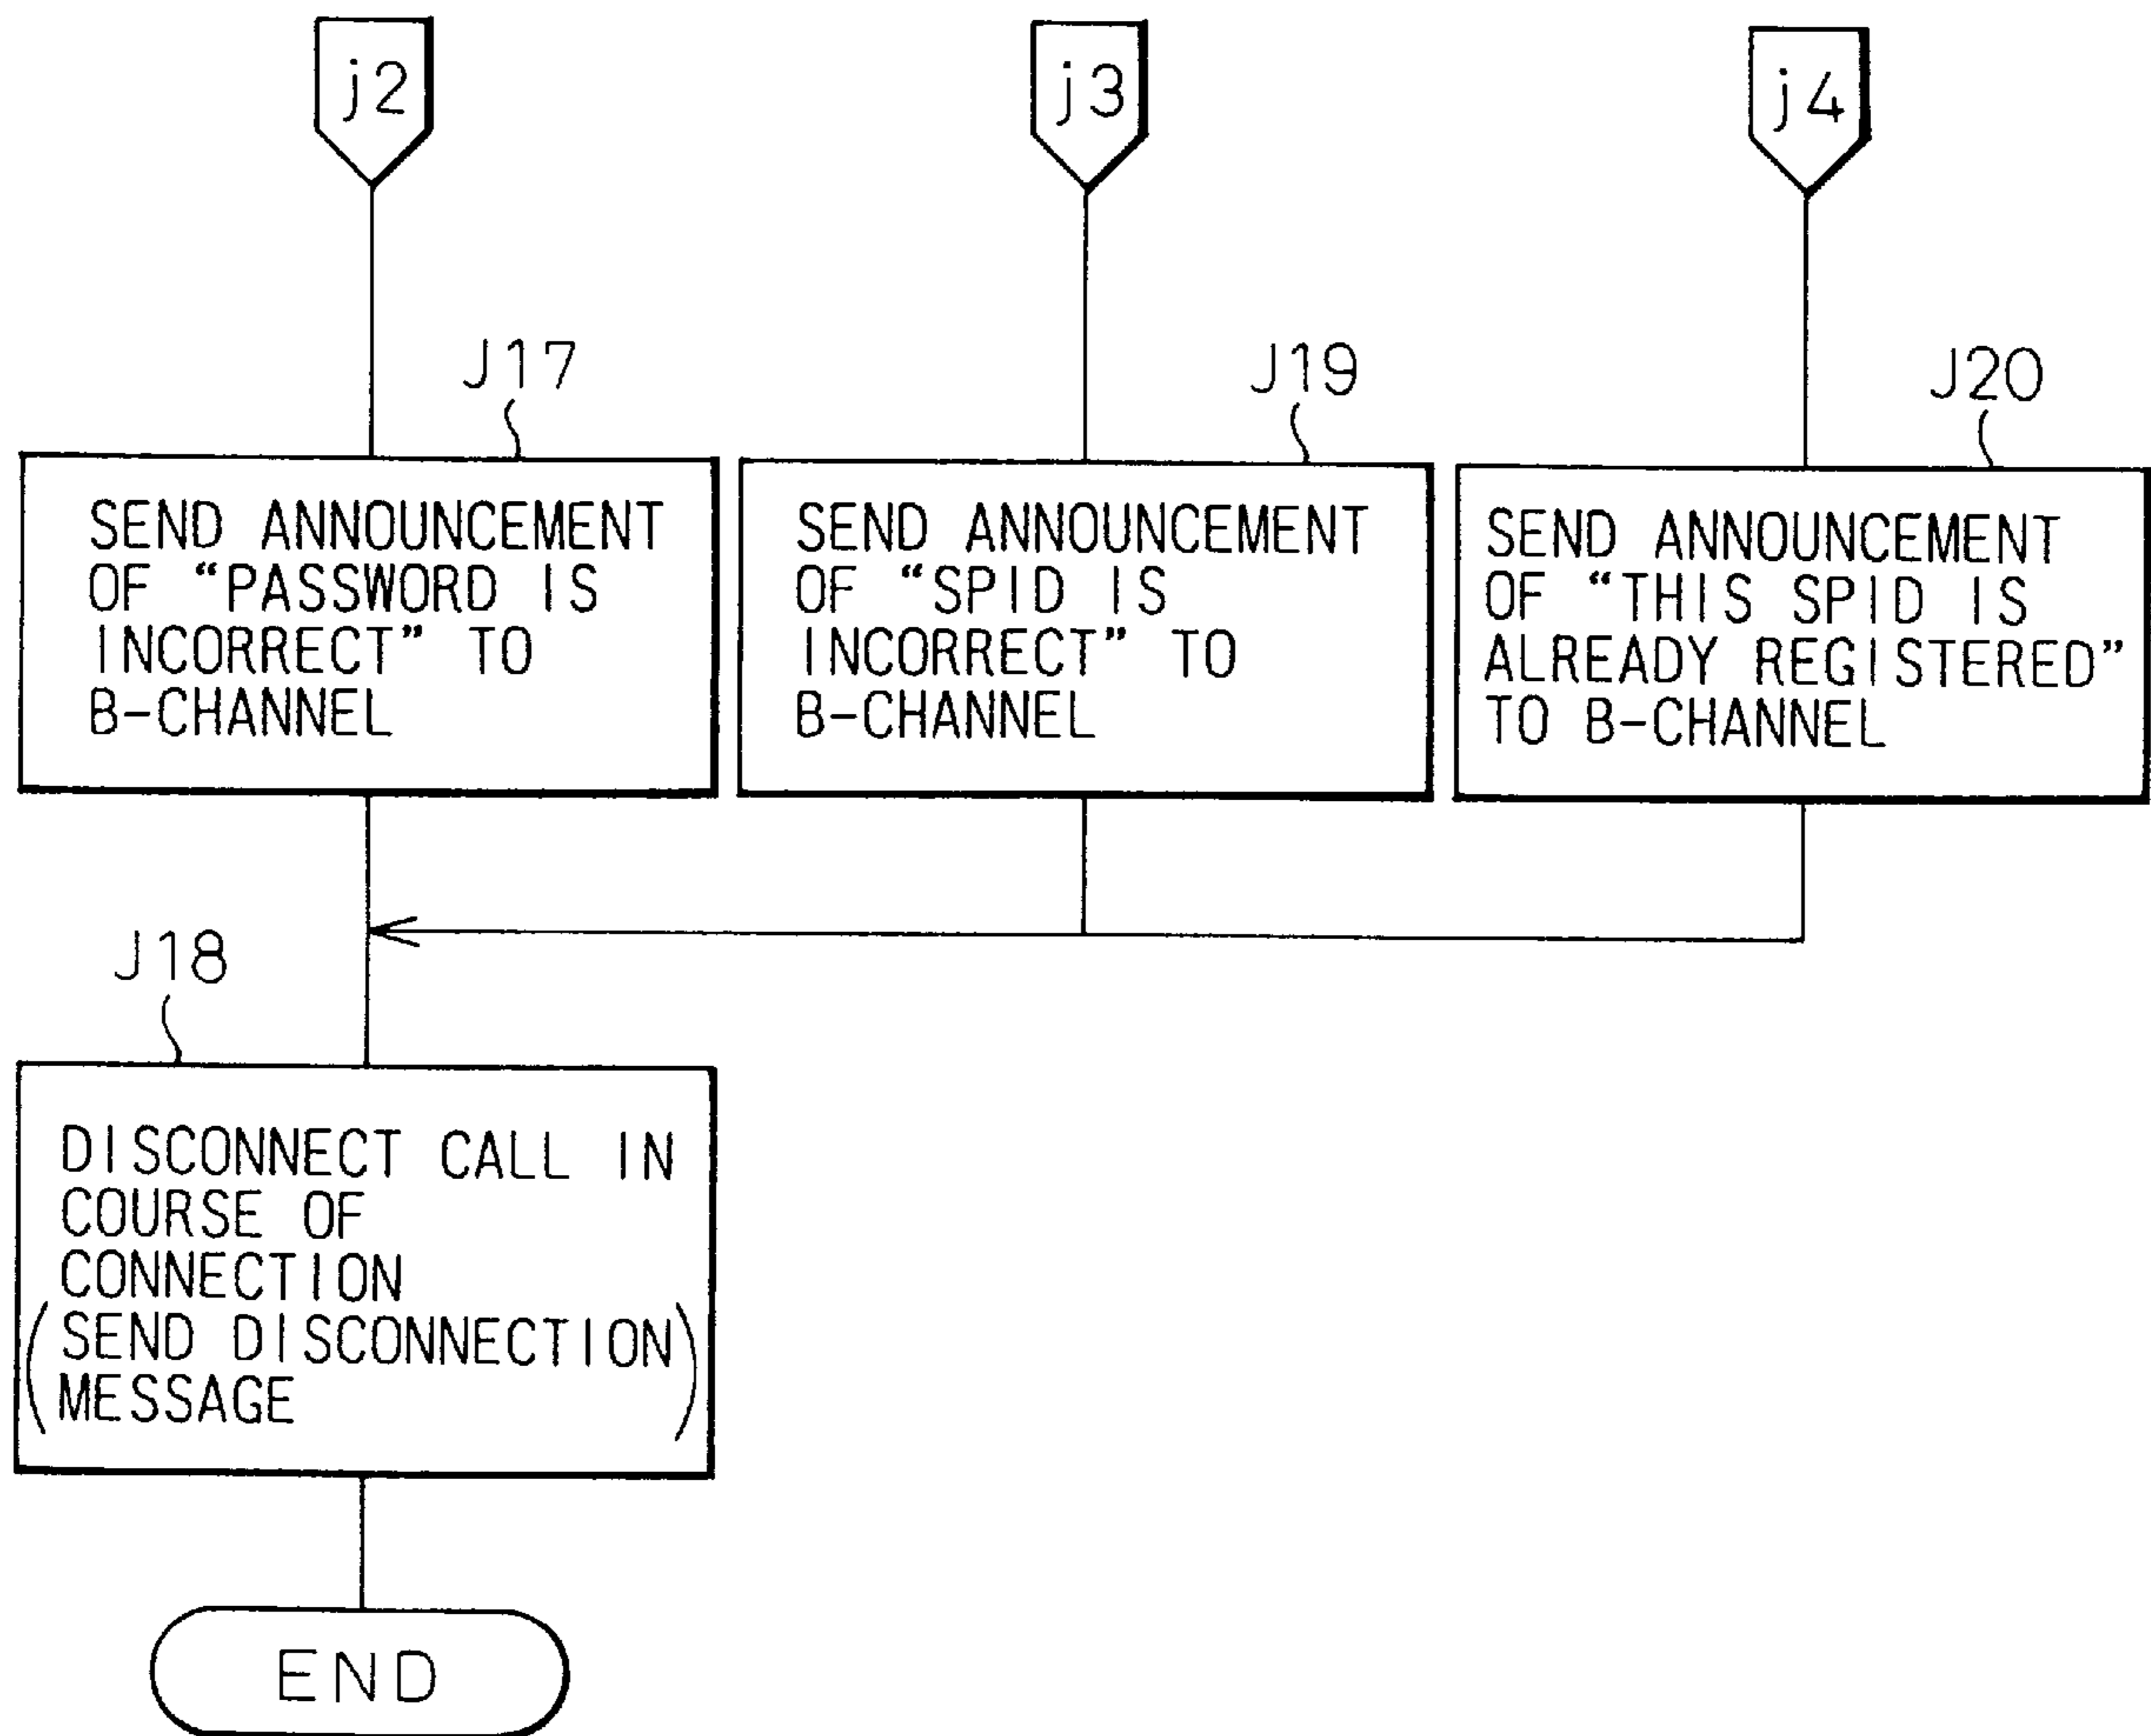 j2
j3
j4
J17
J19
J20
SEND ANNOUNCEMENT
OF “PASSWORD IS
INCORRECT” TO
B-CHANNEL
SEND ANNOUNCEMENT
OF “SPID IS
INCORRECT” TO
B-CHANNEL
SEND ANNOUNCEMENT
OF “THIS SPID IS
ALREADY REGISTERED”
TO B-CHANNEL
J18
DISCONNECT CALL IN
COURSE OF
CONNECTION
(SEND DISCONNECTION
MESSAGE)
END